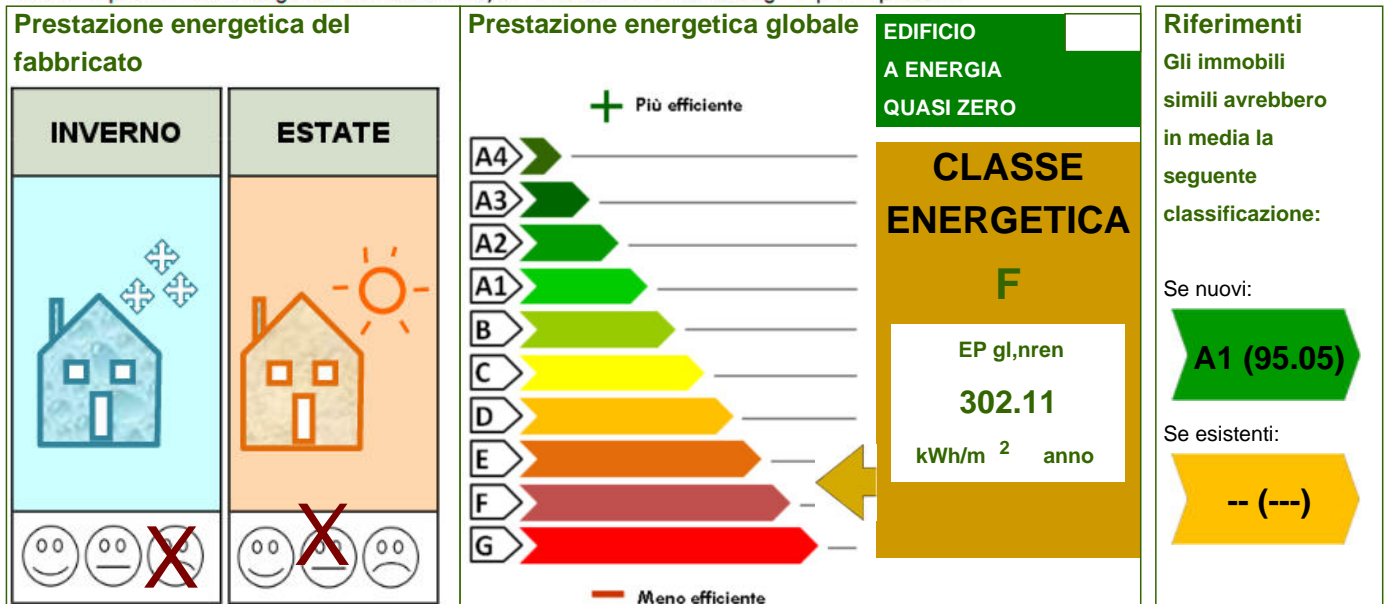 Prestazione energetica del
fabbricato
INVERNO
ESTATE
Prestazione energetica globale
Più efficiente
A4
A3
A2
A1
B
C
D
E
F
G
Meno efficiente
EDIFICIO
A ENERGIA
QUASI ZERO
CLASSE
ENERGETICA
F
EP gl,nren
302.11
kWh/m 2 anno
Riferimenti
Gli immobili
simili avrebbero
in media la
seguente
classificazione:
Se nuovi:
A1 (95.05)
Se esistenti:
-- (---)